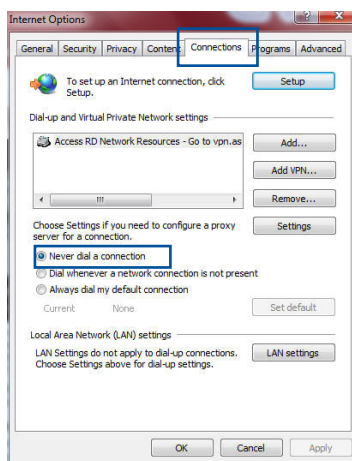 Internet Options
General Security Privacy Content Connections Programs Advanced
To set up an Internet connection, click
Setup.
Setup
Dial-up and Virtual Private Network settings
Access RD Network Resources - Go to vpn.as
Add...
Add VPN...
Remove...
Choose Settings if you need to configure a proxy
server for a connection.
Settings
Never dial a connection
Dial whenever a network connection is not present
Always dial my default connection
Current None
Set default
Local Area Network (LAN) settings
LAN Settings do not apply to dial-up connections.
Choose Settings above for dial-up settings.
LAN settings
OK Cancel Apply